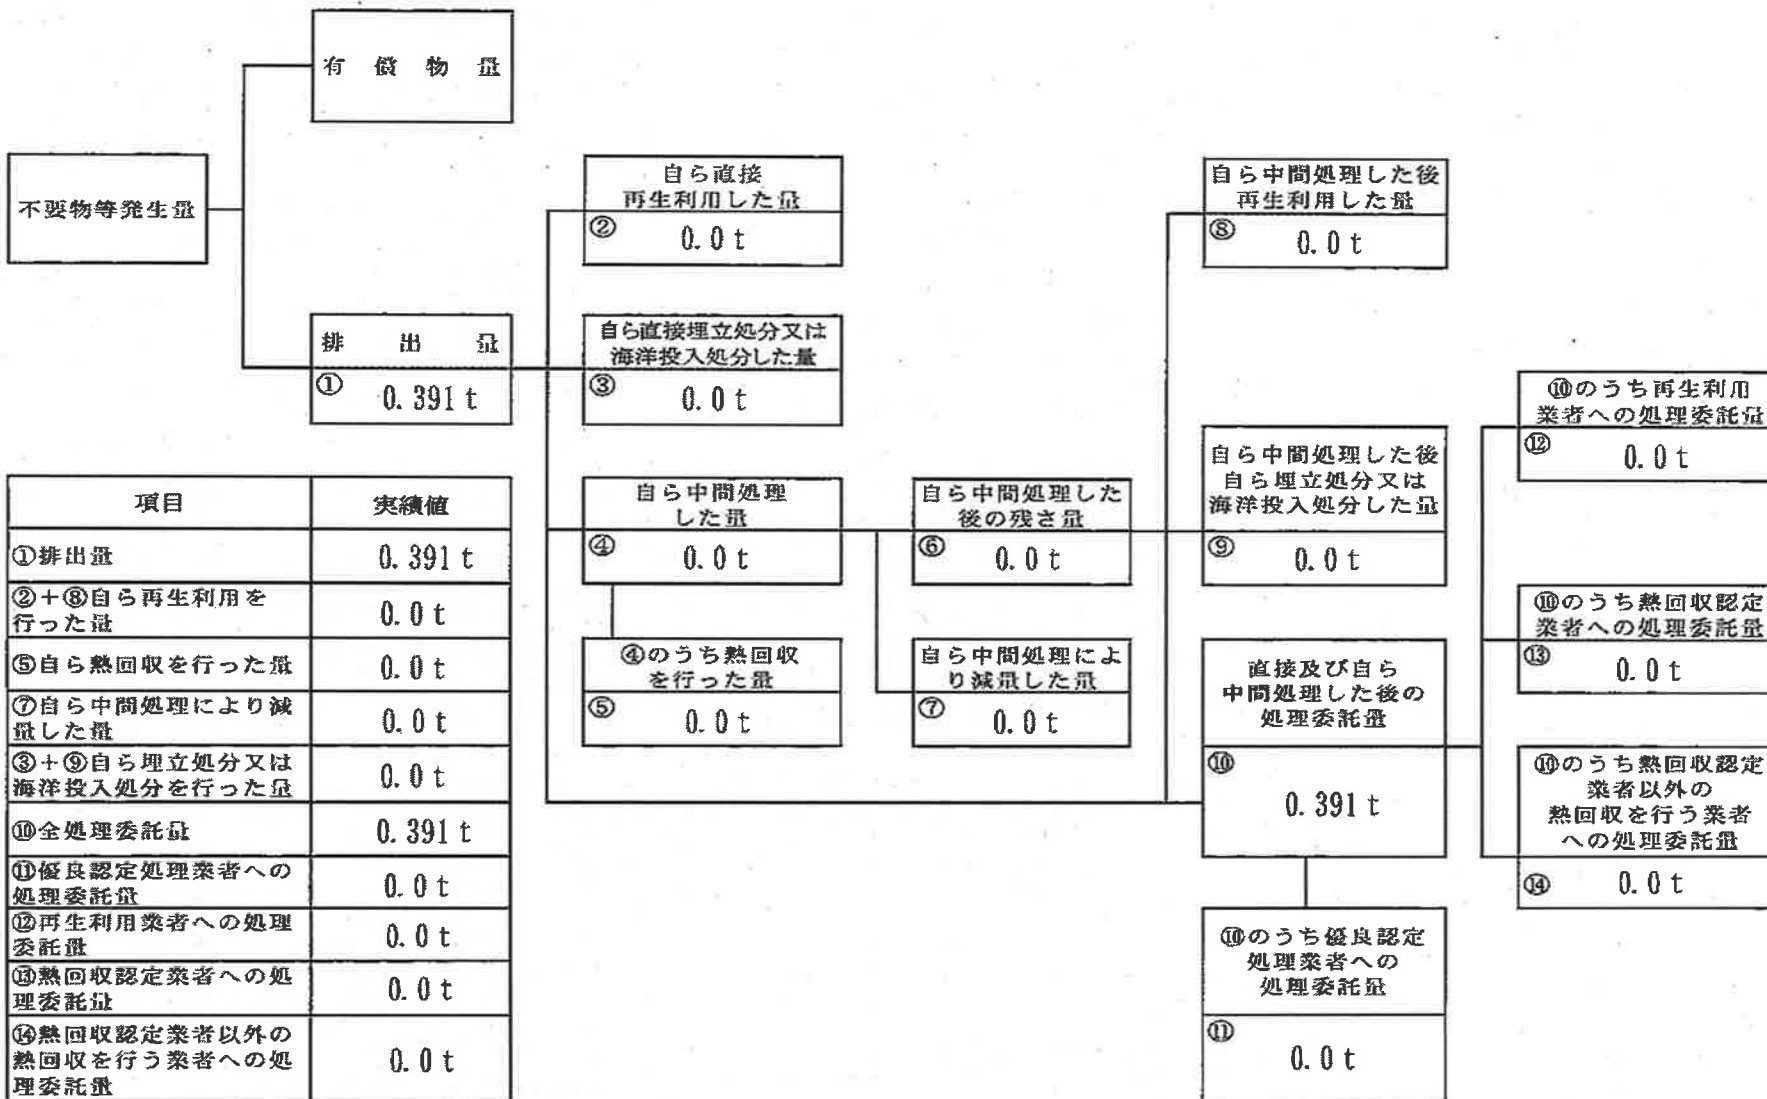 有償物量
不要物等発生量
排出量
① 0.391 t
自ら直接
再生利用した量
② 0.0 t
自ら直接埋立処分又は
海洋投入処分した量
③ 0.0 t
自ら中間処理
した量
④ 0.0 t
④のうち熱回収
を行った量
⑤ 0.0 t
自ら中間処理した
後の残さ量
⑥ 0.0 t
自ら中間処理によ
り減量した量
⑦ 0.0 t
自ら中間処理した後
再生利用した量
⑧ 0.0 t
自ら中間処理した後
自ら埋立処分又は
海洋投入処分した量
⑨ 0.0 t
直接及び自ら
中間処理した後の
処理委託量
⑩
0.391 t
⑩のうち優良認定
処理業者への
処理委託量
⑪
0.0 t
⑩のうち再生利用
業者への処理委託量
⑫ 0.0 t
⑩のうち熱回収認定
業者への処理委託量
⑬ 0.0 t
⑩のうち熱回収認定
業者以外の
熱回収を行う業者
への処理委託量
⑭ 0.0 t
項目 実績値
①排出量 0.391 t
②+⑧自ら再生利用を
行った量 0.0 t
⑤自ら熱回収を行った量 0.0 t
⑦自ら中間処理により減
量した量 0.0 t
③+⑨自ら埋立処分又は
海洋投入処分を行った量 0.0 t
⑩全処理委託量 0.391 t
⑪優良認定処理業者への
処理委託量 0.0 t
⑫再生利用業者への処理
委託量 0.0 t
⑬熱回収認定業者への処
理委託量 0.0 t
⑭熱回収認定業者以外の
熱回収を行う業者への処
理委託量 0.0 t